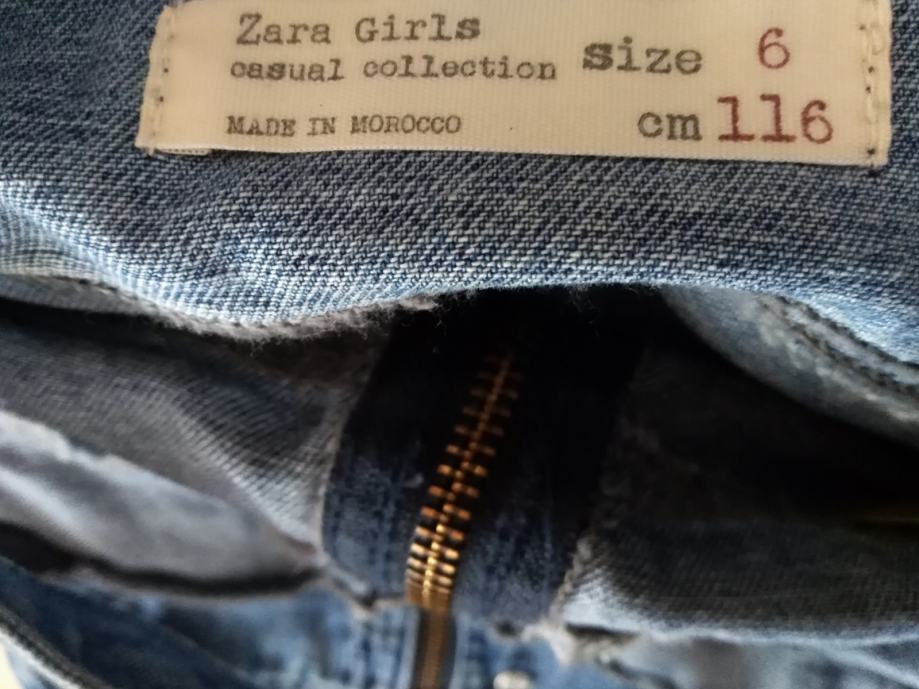 Zara Girls
casual collection
MADE IN MOROCCO
size 6
cm 116